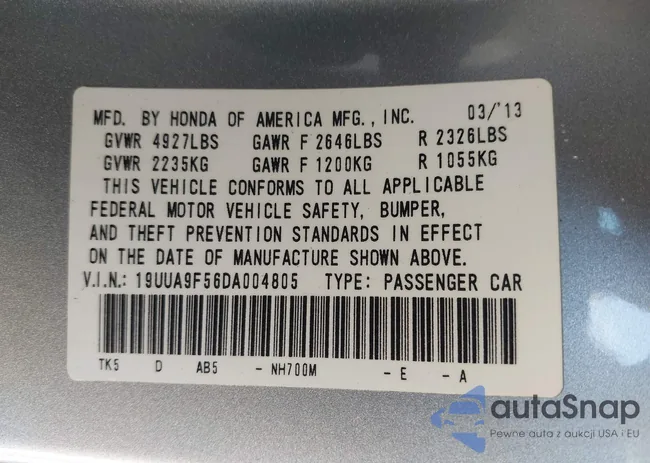 MFD. BY HONDA OF AMERICA MFG., INC. 03/'13
GVWR 4927LBS GAWR F 2646LBS R 2326LBS
GVWR 2235KG GAWR F 1200KG R 1055KG
THIS VEHICLE CONFORMS TO ALL APPLICABLE
FEDERAL MOTOR VEHICLE SAFETY, BUMPER,
AND THEFT PREVENTION STANDARDS IN EFFECT
ON THE DATE OF MANUFACTURE SHOWN ABOVE.
V.I.N.: 19UUA9F56DA004805 TYPE: PASSENGER CAR
TK5 D AB5 - NH700M - E - A
autaSnap
Pewne auta z aukcji USA i EU